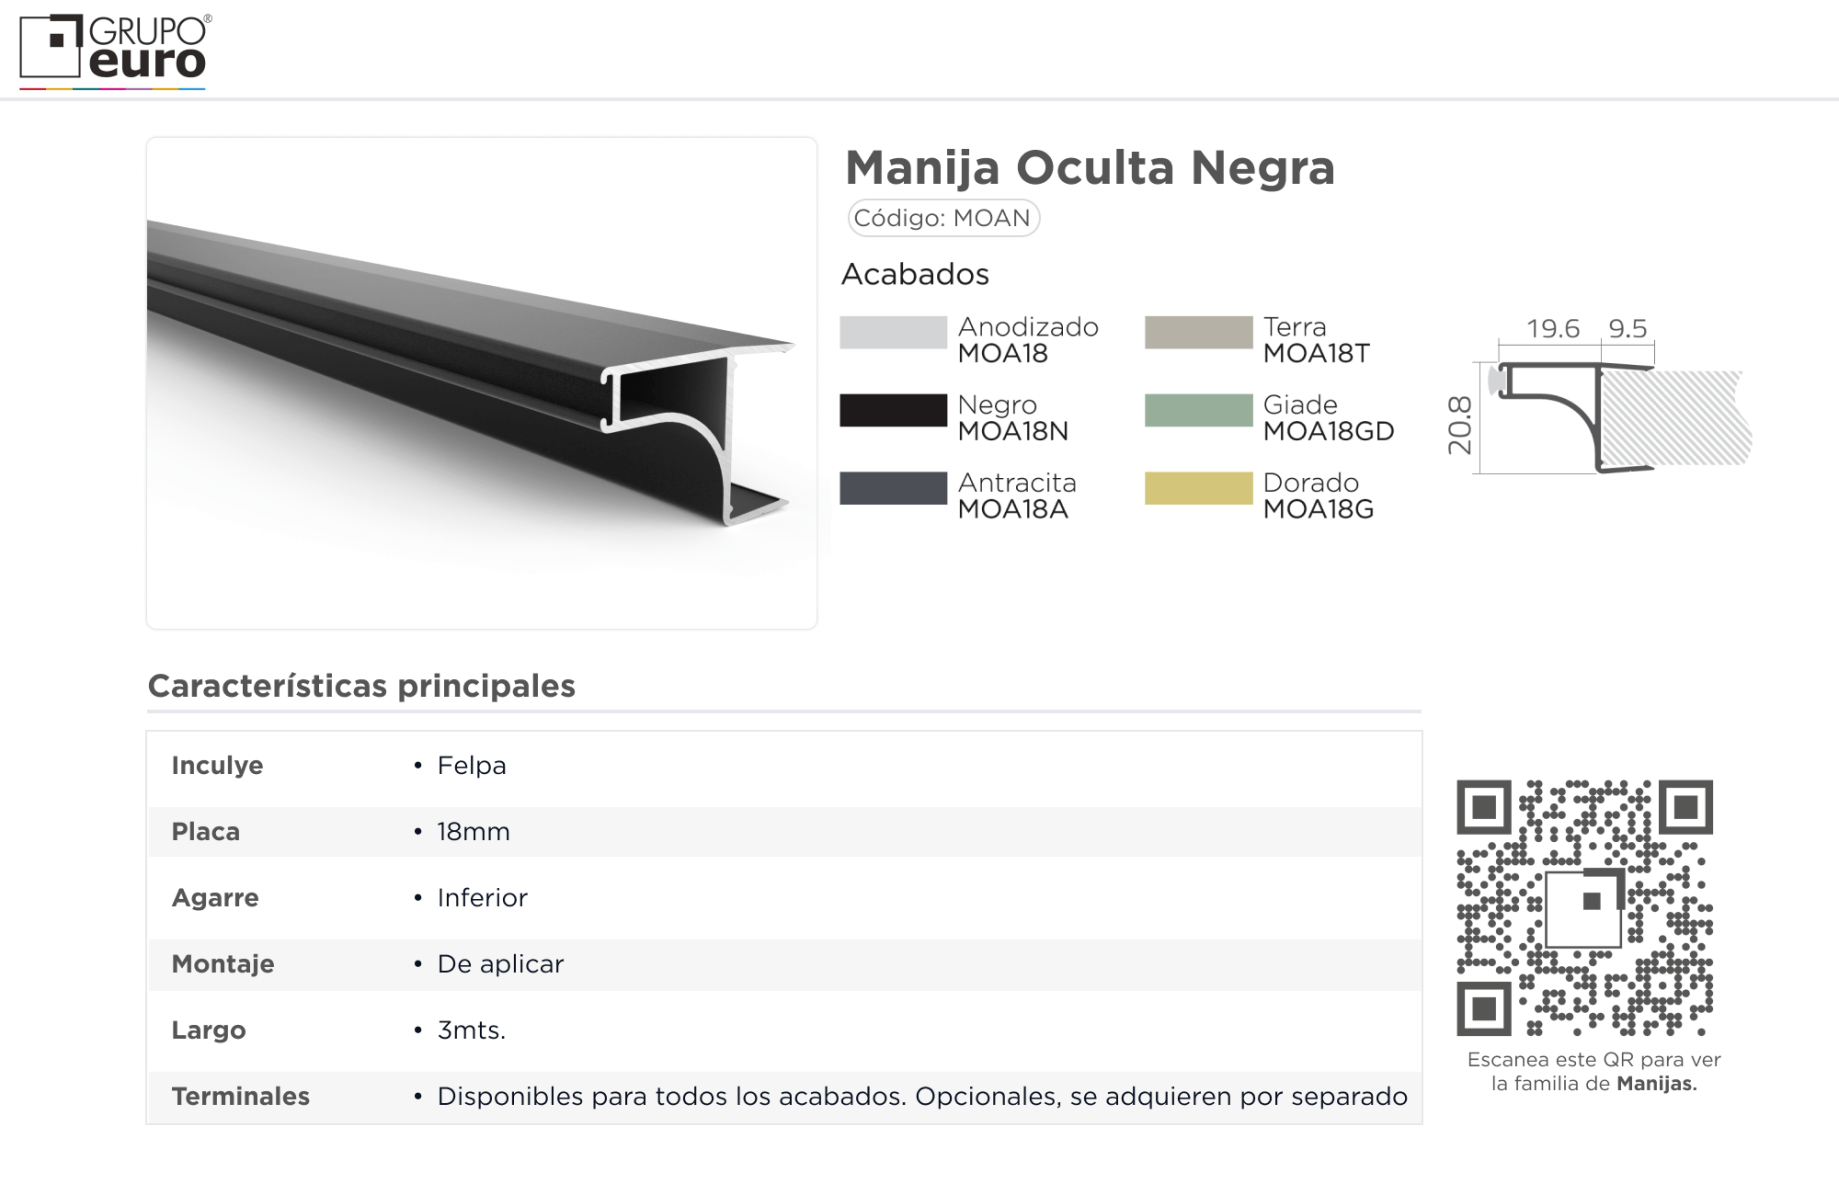 GRUPO®
euro
Manija Oculta Negra
Código: MOAN
Acabados
Anodizado
MOA18
Terra
MOA18T
Negro
MOA18N
Giade
MOA18GD
Antracita
MOA18A
Dorado
MOA18G
19.6
9.5
20.8
Características principales
Inculye • Felpa
Placa • 18mm
Agarre • Inferior
Montaje • De aplicar
Largo • 3mts.
Terminales • Disponibles para todos los acabados. Opcionales, se adquieren por separado
Escanea este QR para ver
la familia de Manijas.